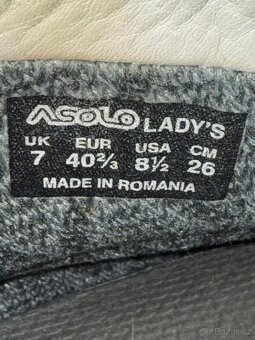 ASOLO LADY'S
UK EUR USA CM
7 40⅔ 8½ 26
MADE IN ROMANIA